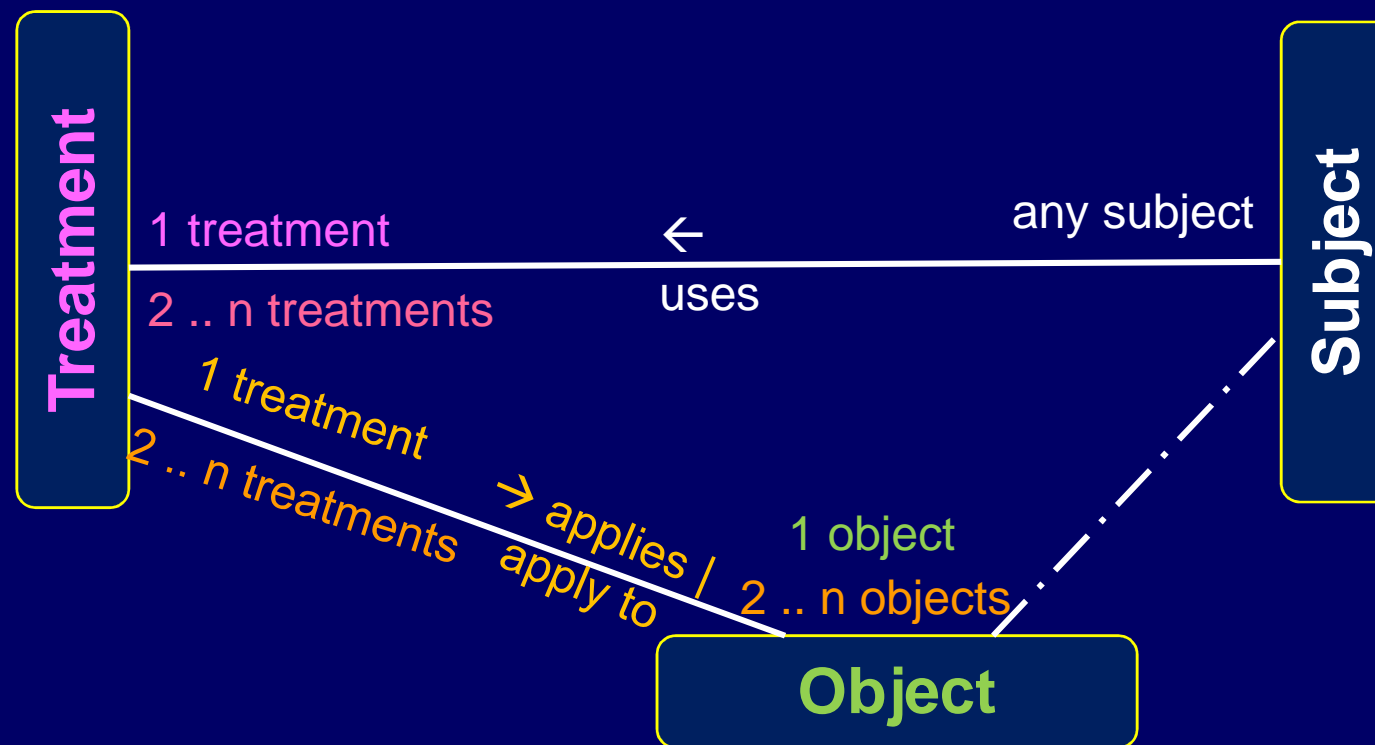 Treatment
1 treatment
2 .. n treatments
←
uses
any subject
Subject
1 treatment
2 .. n treatments
→ applies /
apply to
1 object
2 .. n objects
Object